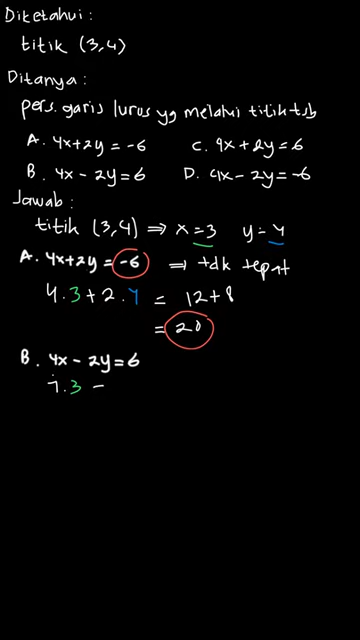 Diketahui :
titik (3,4)
Ditanya :
pers. garis lurus yg melalui titik tsb
A. 4x+2y = -6 C. 4x + 2y = 6
B. 4x - 2y = 6 D. 4x - 2y = -6
Jawab :
titik (3,4) ⇒ x = 3 y = 4
A. 4x+2y = -6 ⇒ tdk tepat
4.3 + 2.4 = 12 + 8
= 20
B. 4x - 2y = 6
4.3 -